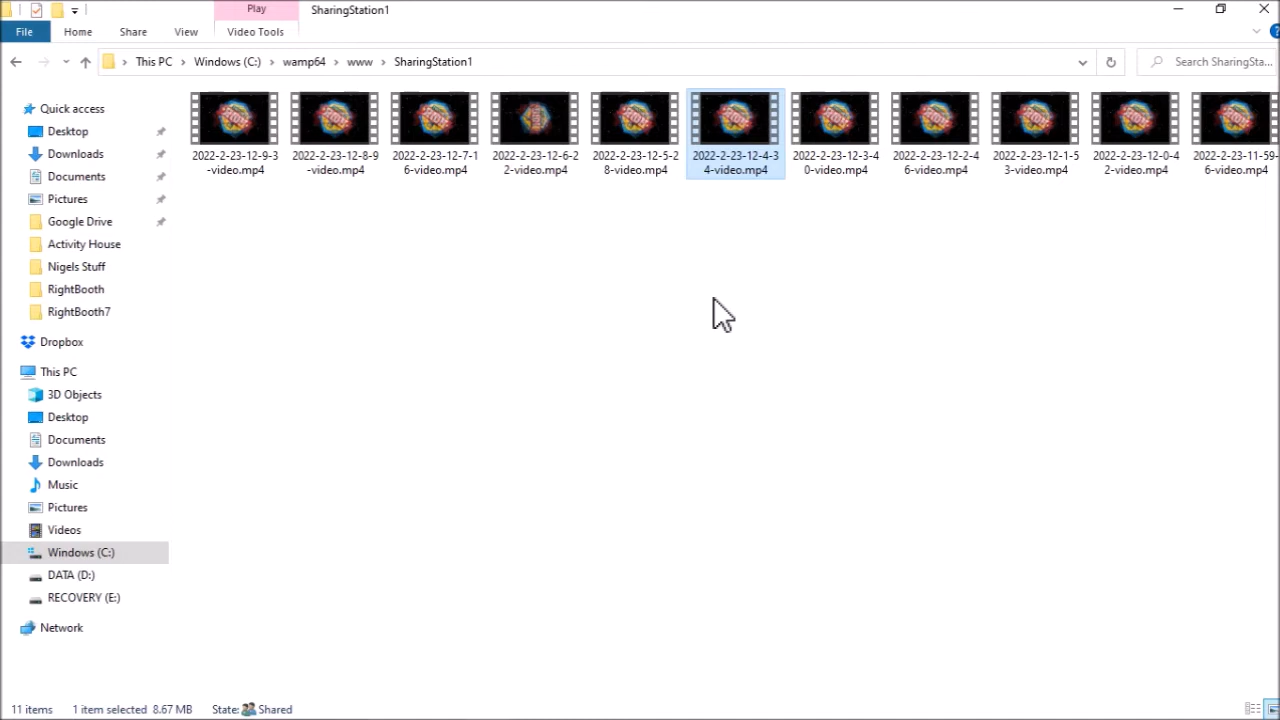 Play
SharingStation1
File
Home
Share
View
Video Tools
This PC
Windows (C:)
wamp64
www
SharingStation1
Search SharingSta...
Quick access
Desktop
Downloads
Documents
Pictures
Google Drive
Activity House
Nigels Stuff
RightBooth
RightBooth7
Dropbox
This PC
3D Objects
Desktop
Documents
Downloads
Music
Pictures
Videos
Windows (C:)
DATA (D:)
RECOVERY (E:)
Network
2022-2-23-12-9-3
-video.mp4
2022-2-23-12-8-9
-video.mp4
2022-2-23-12-7-1
6-video.mp4
2022-2-23-12-6-2
2-video.mp4
2022-2-23-12-5-2
8-video.mp4
2022-2-23-12-4-3
4-video.mp4
2022-2-23-12-3-4
0-video.mp4
2022-2-23-12-2-4
6-video.mp4
2022-2-23-12-1-5
3-video.mp4
2022-2-23-12-0-4
2-video.mp4
2022-2-23-11-59-
6-video.mp4
11 items
1 item selected 8.67 MB
State: Shared